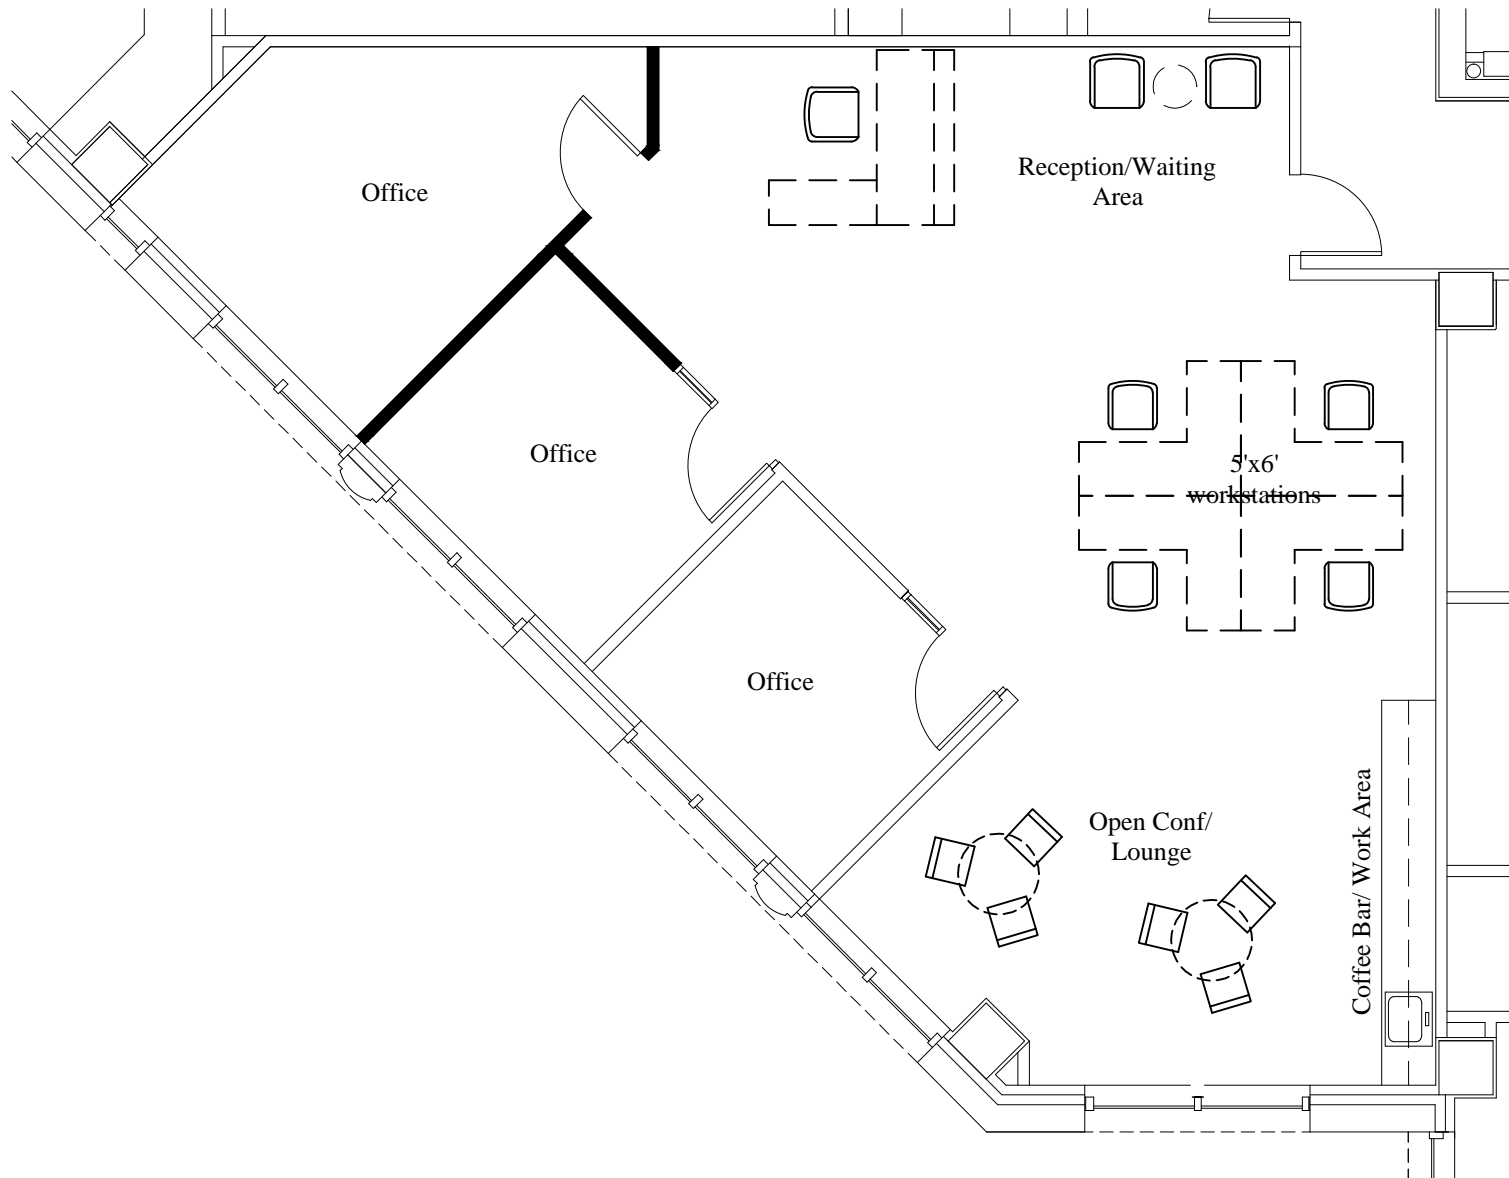 Reception/Waiting
Area
Office
Office
5'x6'
workstations
Office
Open Conf/
Lounge
Coffee Bar/ Work Area